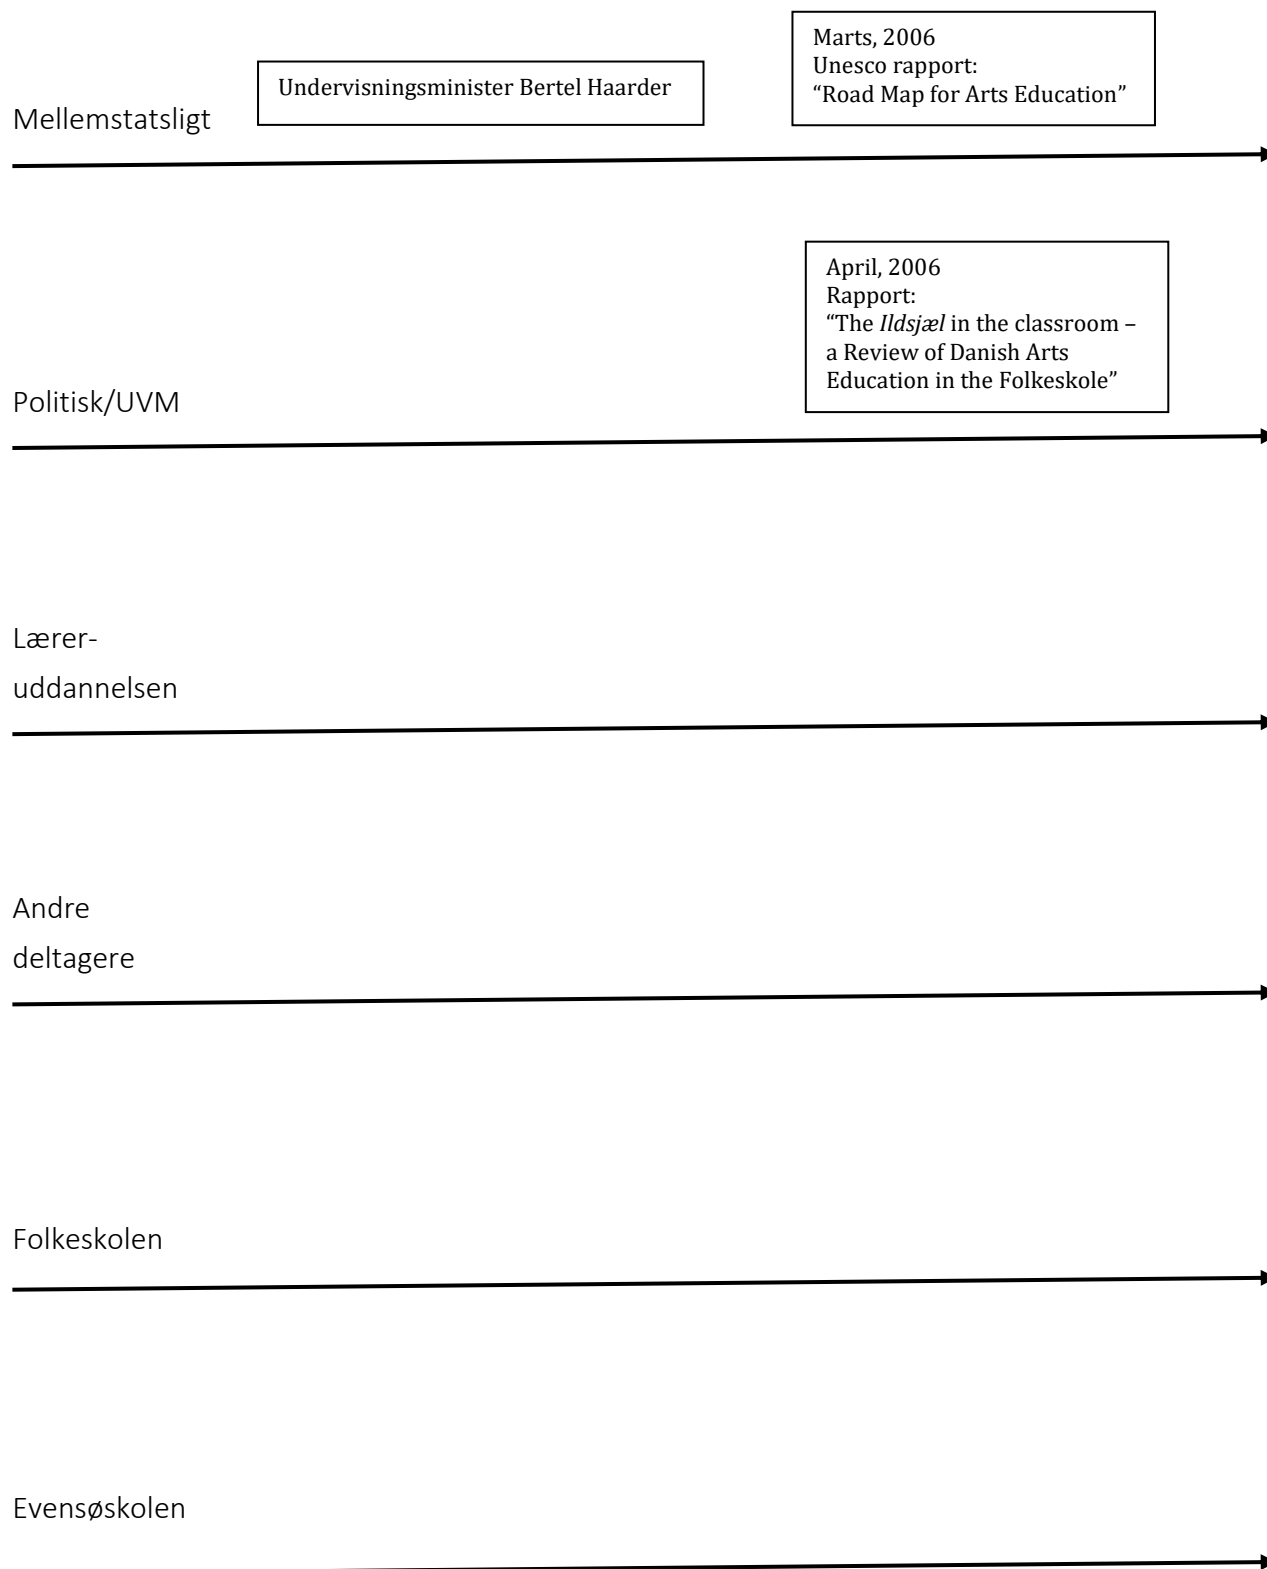 Marts, 2006
Unesco rapport:
“Road Map for Arts Education”
Undervisningsminister Bertel Haarder
Mellemstatsligt
April, 2006
Rapport:
“The Ildsjæl in the classroom –
a Review of Danish Arts
Education in the Folkeskole”
Politisk/UVM
Lærer-
uddannelsen
Andre
deltagere
Folkeskolen
Evensøskolen